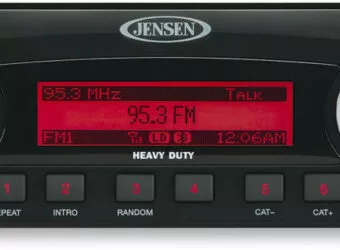 JENSEN
95.3 MHz Talk
95.3 FM
FM1 LD 12:06AM
HEAVY DUTY
1 2 3 4 5 6
REPEAT INTRO RANDOM CAT- CAT+